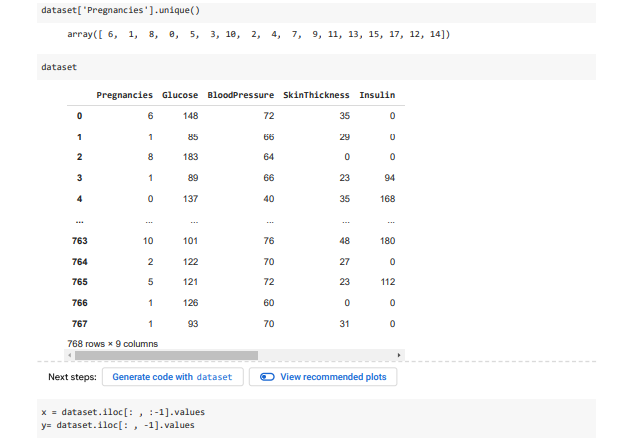 dataset['Pregnancies'].unique()
array([ 6, 1, 8, 0, 5, 3, 10, 2, 4, 7, 9, 11, 13, 15, 17, 12, 14])
dataset
Pregnancies Glucose BloodPressure SkinThickness Insulin
0 6 148 72 35 0
1 1 85 66 29 0
2 8 183 64 0 0
3 1 89 66 23 94
4 0 137 40 35 168
... ... ... ... ... ...
763 10 101 76 48 180
764 2 122 70 27 0
765 5 121 72 23 112
766 1 126 60 0 0
767 1 93 70 31 0
768 rows × 9 columns
Next steps: Generate code with dataset View recommended plots
x = dataset.iloc[: , :-1].values
y= dataset.iloc[: , -1].values